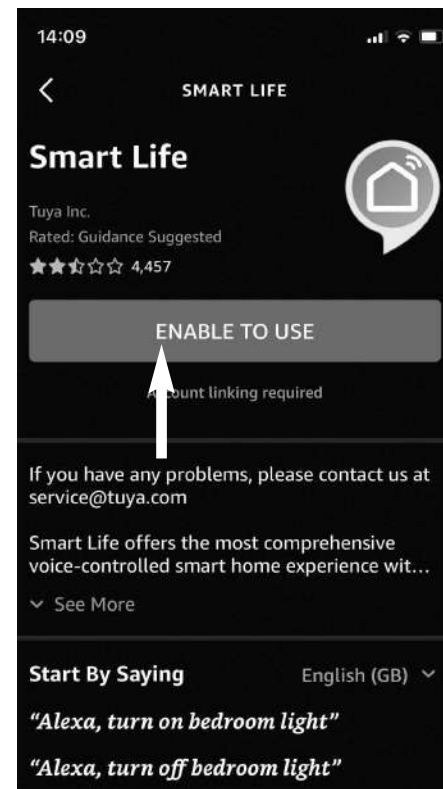 14:09
SMART LIFE
Smart Life
Tuya Inc.
Rated: Guidance Suggested
4,457
ENABLE TO USE
Account linking required
If you have any problems, please contact us at
service@tuya.com
Smart Life offers the most comprehensive
voice-controlled smart home experience wit...
See More
Start By Saying English (GB)
“Alexa, turn on bedroom light”
“Alexa, turn off bedroom light”